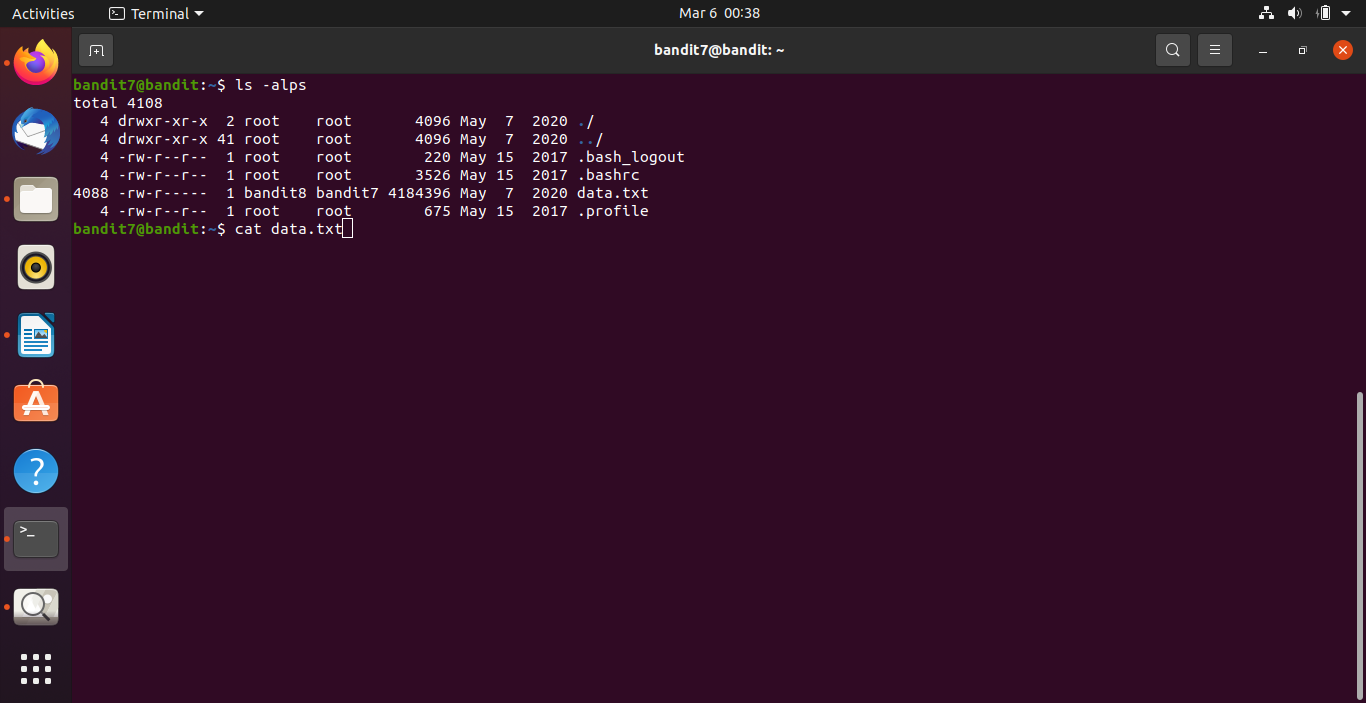 Activities Terminal Mar 6 00:38
bandit7@bandit: ~
bandit7@bandit:~$ ls -alps
total 4108
   4 drwxr-xr-x  2 root    root       4096 May  7  2020 ./
   4 drwxr-xr-x 41 root    root       4096 May  7  2020 ../
   4 -rw-r--r--  1 root    root        220 May 15  2017 .bash_logout
   4 -rw-r--r--  1 root    root       3526 May 15  2017 .bashrc
4088 -rw-r-----  1 bandit8 bandit7 4184396 May  7  2020 data.txt
   4 -rw-r--r--  1 root    root        675 May 15  2017 .profile
bandit7@bandit:~$ cat data.txt
?
>_